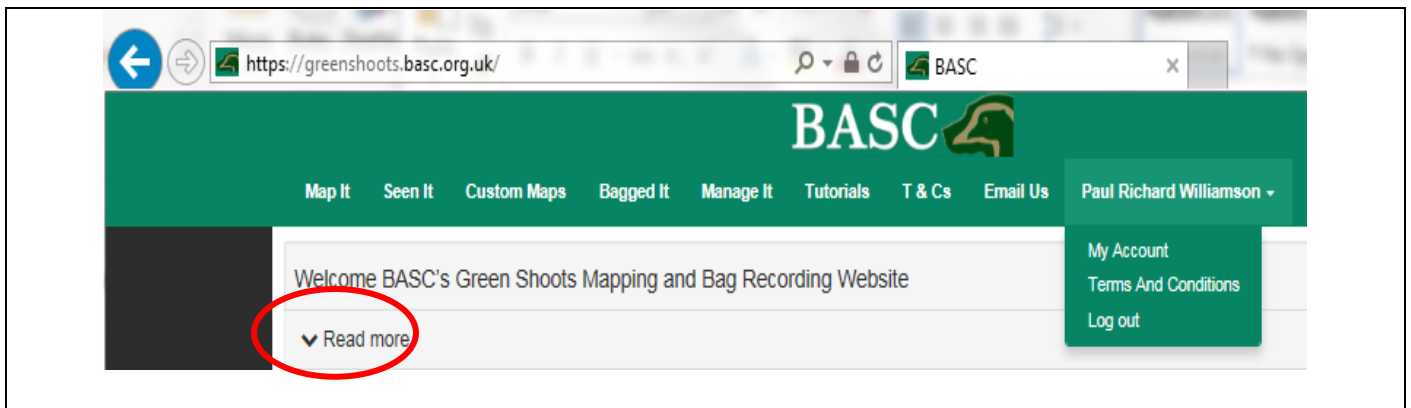 https://greenshoots.basc.org.uk/ BASC
BASC
Map It Seen It Custom Maps Bagged It Manage It Tutorials T & Cs Email Us Paul Richard Williamson
My Account
Terms And Conditions
Log out
Welcome BASC's Green Shoots Mapping and Bag Recording Website
Read more